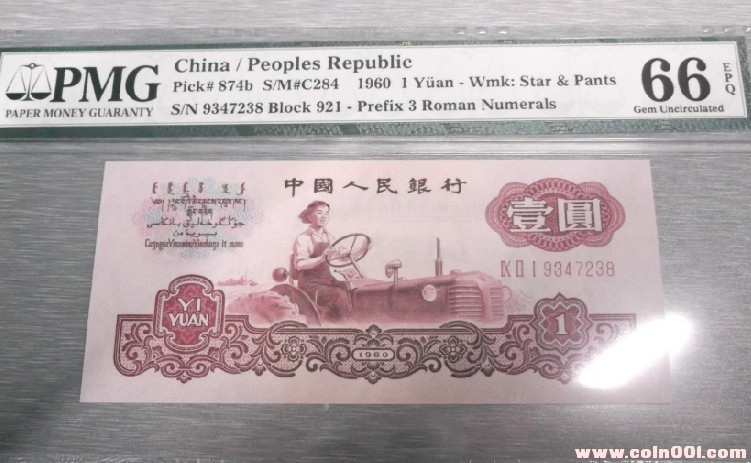 PMG
PAPER MONEY GUARANTY
China / Peoples Republic
Pick# 874b S/M#C284 1960 1 Yüan - Wmk: Star & Pants
S/N 9347238 Block 921 - Prefix 3 Roman Numerals
66
EPQ
Gem Uncirculated
中國人民銀行
壹圓
9347238
YI
YUAN
1
1960
www.coin001.com